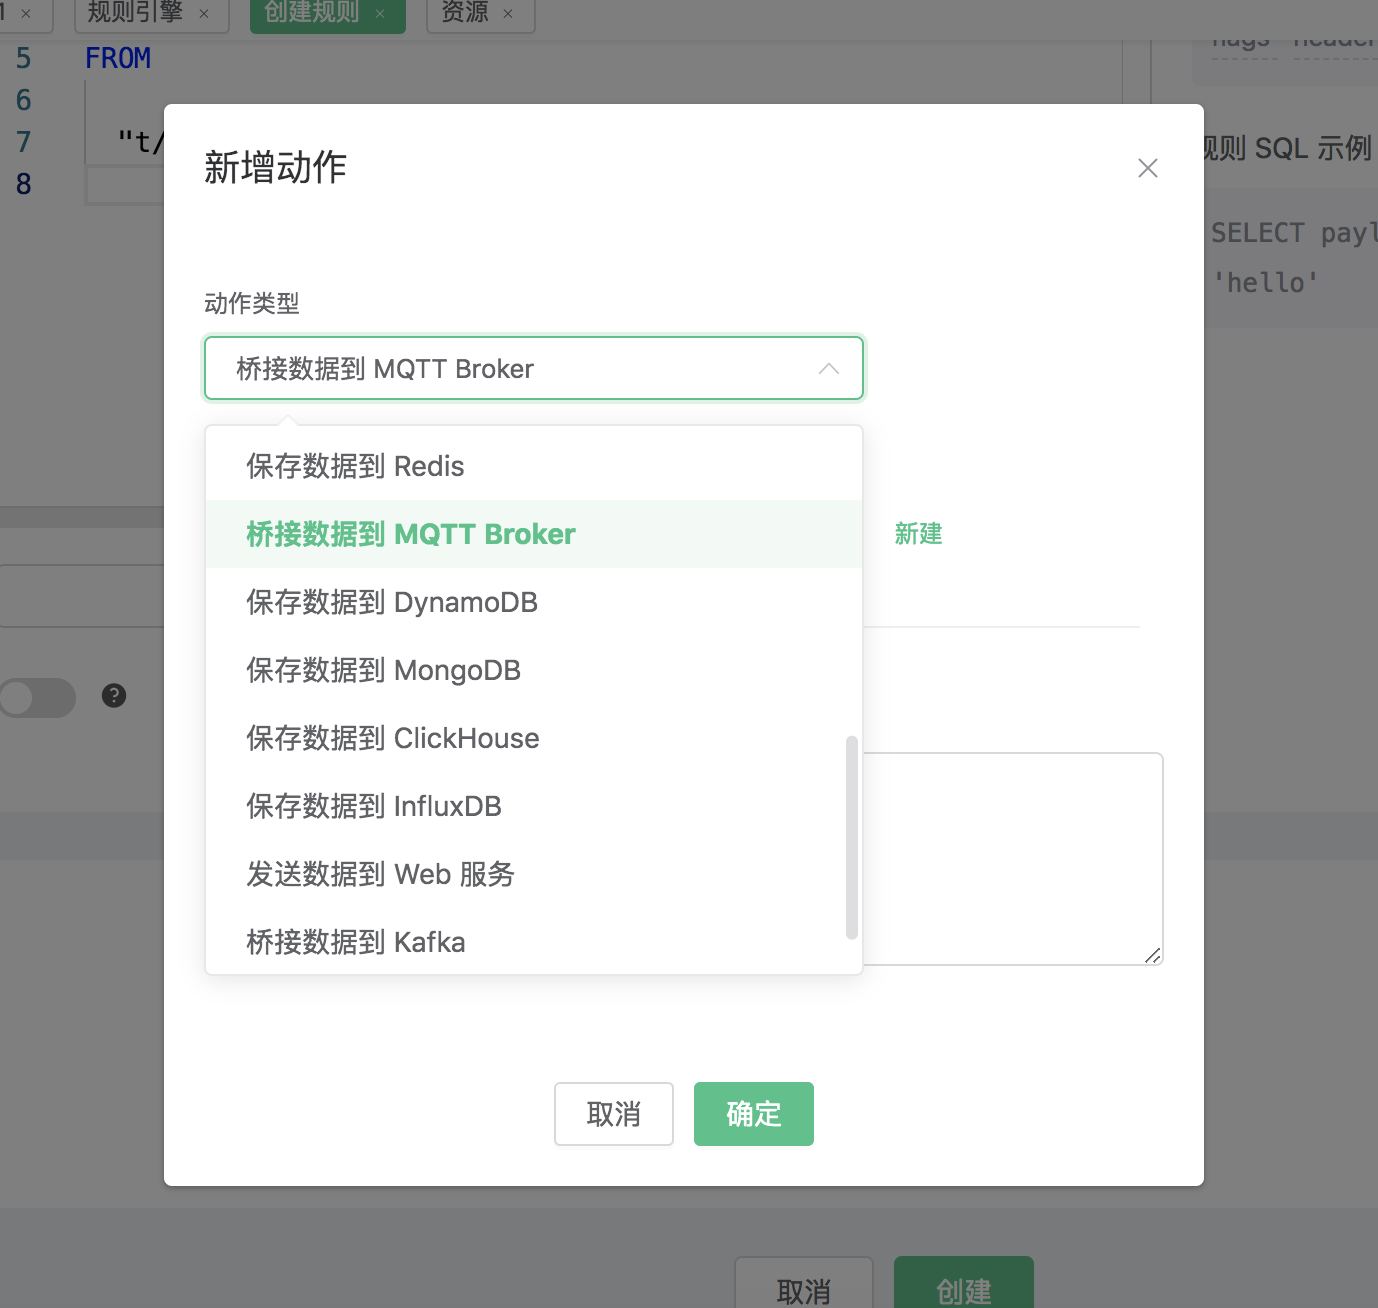 1 × 规则引擎 × 创建规则 × 资源 ×
5 FROM
6
7 "t/
8
规则 SQL 示例
SELECT payl
'hello'
新增动作
动作类型
桥接数据到 MQTT Broker
保存数据到 Redis
桥接数据到 MQTT Broker
新建
保存数据到 DynamoDB
保存数据到 MongoDB
?
保存数据到 ClickHouse
保存数据到 InfluxDB
发送数据到 Web 服务
桥接数据到 Kafka
取消 确定
取消 创建